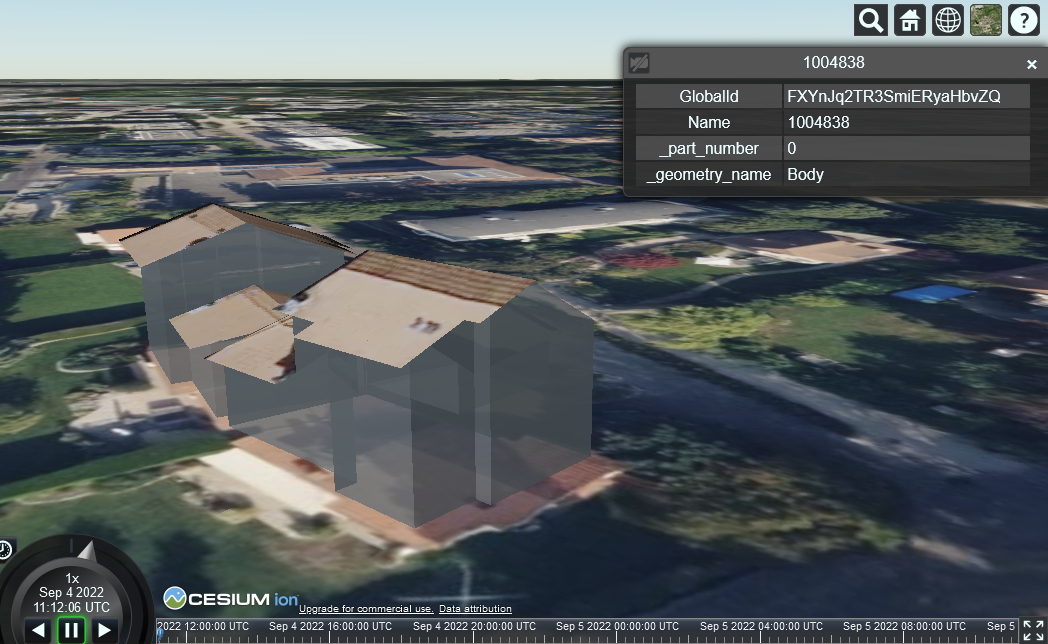 ?
1004838
×
GlobalId FXYnJq2TR3SmiERyaHbvZQ
Name 1004838
_part_number 0
_geometry_name Body
1x
Sep 4 2022
11:12:06 UTC
CESIUM ion
Upgrade for commercial use. Data attribution
2022 12:00:00 UTC Sep 4 2022 16:00:00 UTC Sep 4 2022 20:00:00 UTC Sep 5 2022 00:00:00 UTC Sep 5 2022 04:00:00 UTC Sep 5 2022 08:00:00 UTC Sep 5